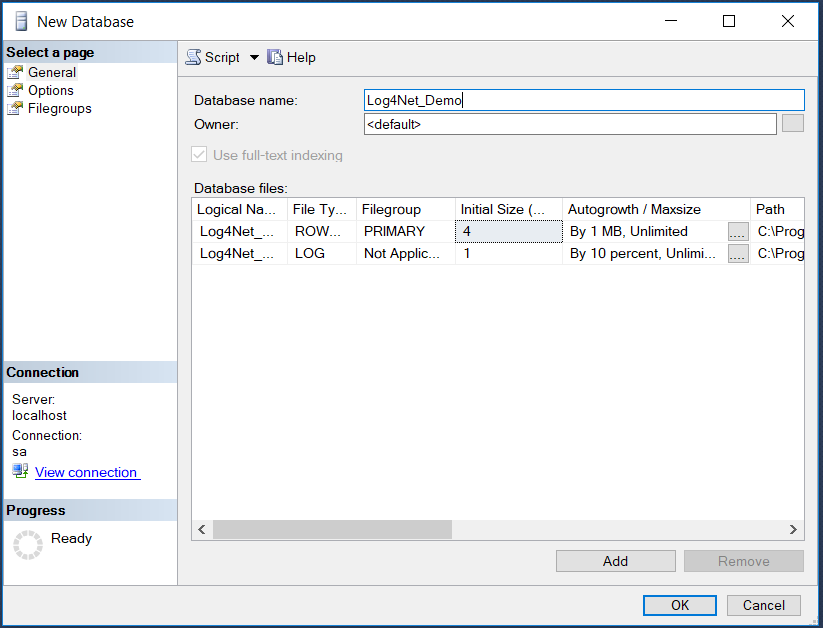 New Database
Select a page
General
Options
Filegroups
Script
Help
Database name:
Log4Net_Demo
Owner:
<default>
Use full-text indexing
Database files:
Logical Na... File Ty... Filegroup Initial Size (... Autogrowth / Maxsize Path
Log4Net_... ROW... PRIMARY 4 By 1 MB, Unlimited .... C:\Prog
Log4Net_... LOG Not Applic... 1 By 10 percent, Unlimi... .... C:\Prog
Connection
Server:
localhost
Connection:
sa
View connection
Progress
Ready
Add
Remove
OK
Cancel